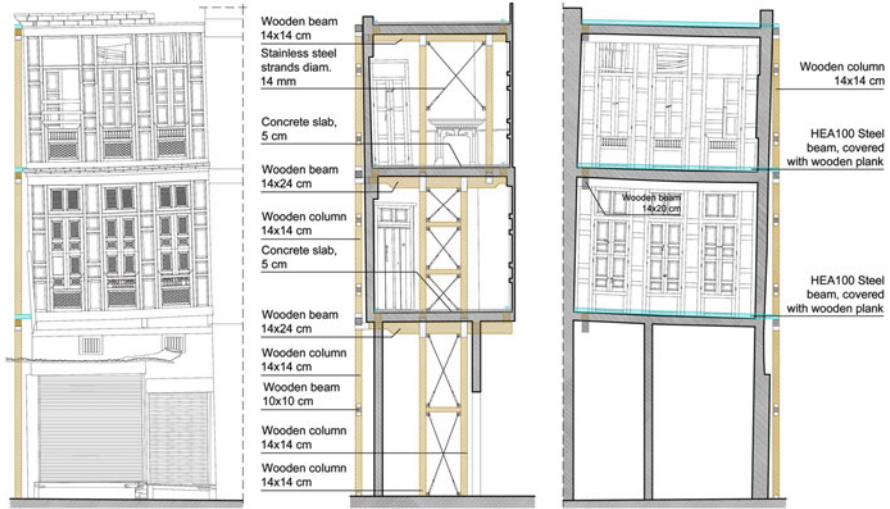 Wooden beam
14x14 cm
Stainless steel
strands diam.
14 mm
Concrete slab,
5 cm
Wooden beam
14x24 cm
Wooden column
14x14 cm
Concrete slab,
5 cm
Wooden beam
14x24 cm
Wooden column
14x14 cm
Wooden beam
10x10 cm
Wooden column
14x14 cm
Wooden column
14x14 cm
Wooden beam
14x20 cm
Wooden column
14x14 cm
HEA100 Steel
beam, covered
with wooden plank
HEA100 Steel
beam, covered
with wooden plank